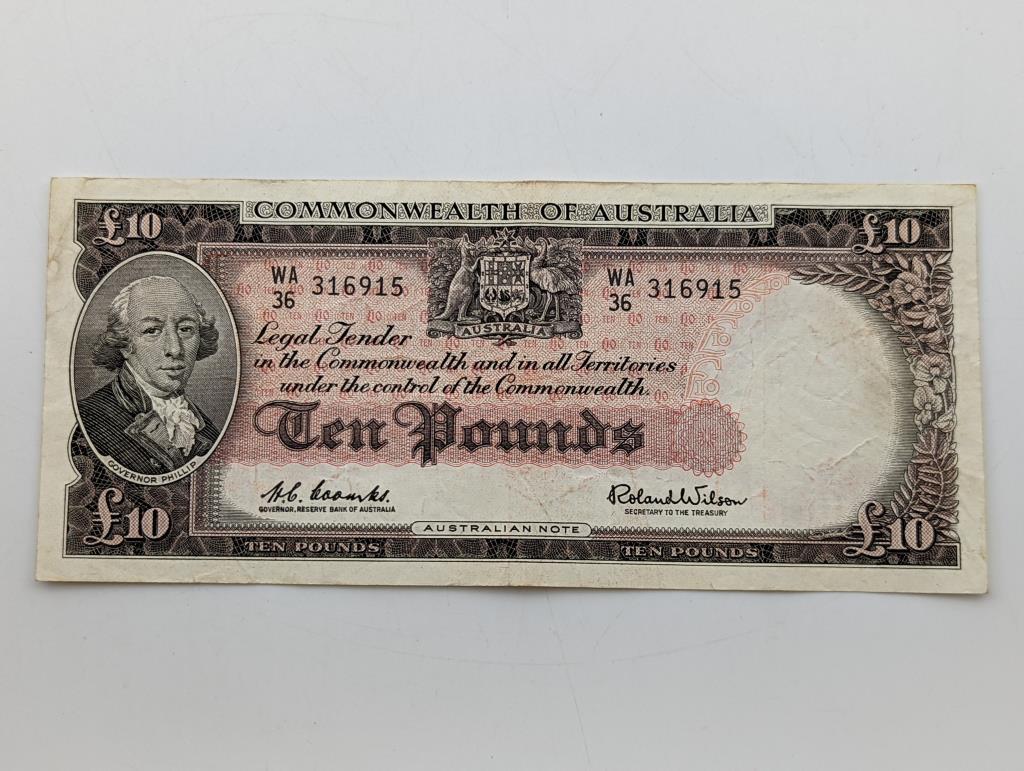 COMMONWEALTH OF AUSTRALIA
£10
£10
WA
36 316915
WA
36 316915
AUSTRALIA
Legal Tender
in the Commonwealth and in all Territories
under the control of the Commonwealth.
Ten Pounds
GOVERNOR PHILLIP
H.C. Coombs.
GOVERNOR, RESERVE BANK OF AUSTRALIA
Roland Wilson
SECRETARY TO THE TREASURY
AUSTRALIAN NOTE
£10
£10
TEN POUNDS
TEN POUNDS